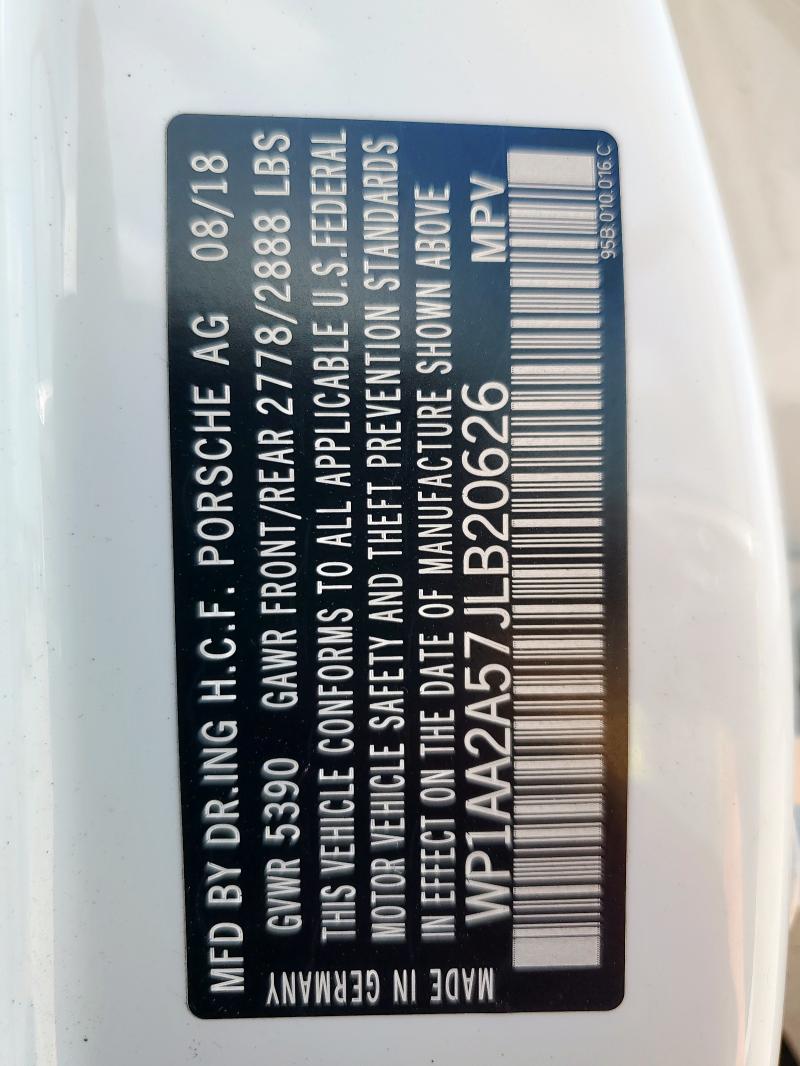 MFD BY DR.ING H.C.F. PORSCHE AG 08/18
GVWR 5390 GAWR FRONT/REAR 2778/2888 LBS
THIS VEHICLE CONFORMS TO ALL APPLICABLE U.S.FEDERAL
MOTOR VEHICLE SAFETY AND THEFT PREVENTION STANDARDS
IN EFFECT ON THE DATE OF MANUFACTURE SHOWN ABOVE
WP1AA2A57JLB20626 MPV
95B.010.016.C
MADE IN GERMANY